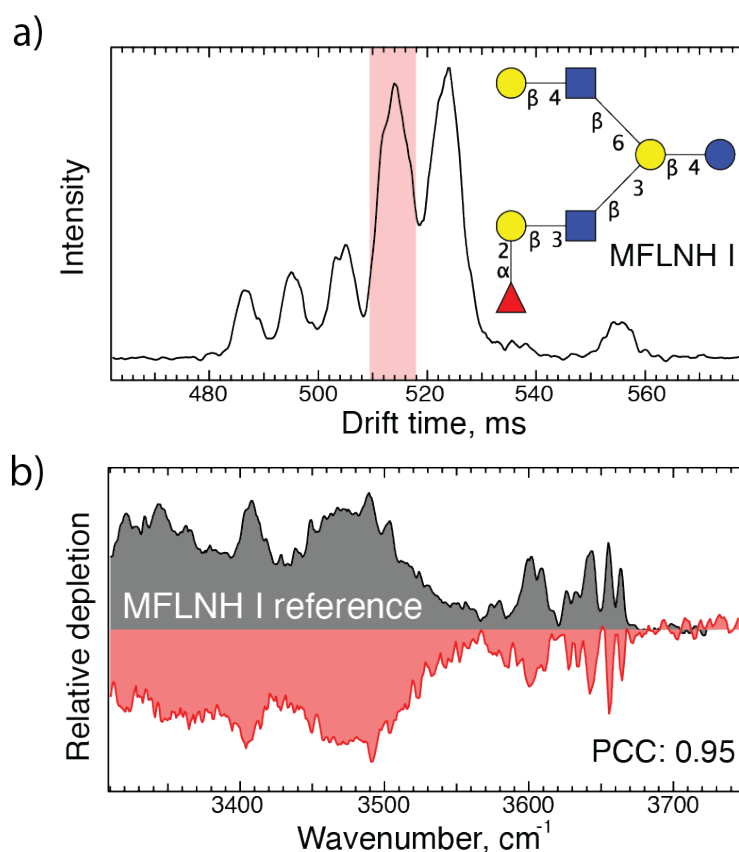 a)
Intensity
β 4
β
6
β 4
3
β
β 3
2
α
MFLNH I
480 500 520 540 560
Drift time, ms
b)
Relative depletion
MFLNH I reference
PCC: 0.95
3400 3500 3600 3700
Wavenumber, cm⁻¹